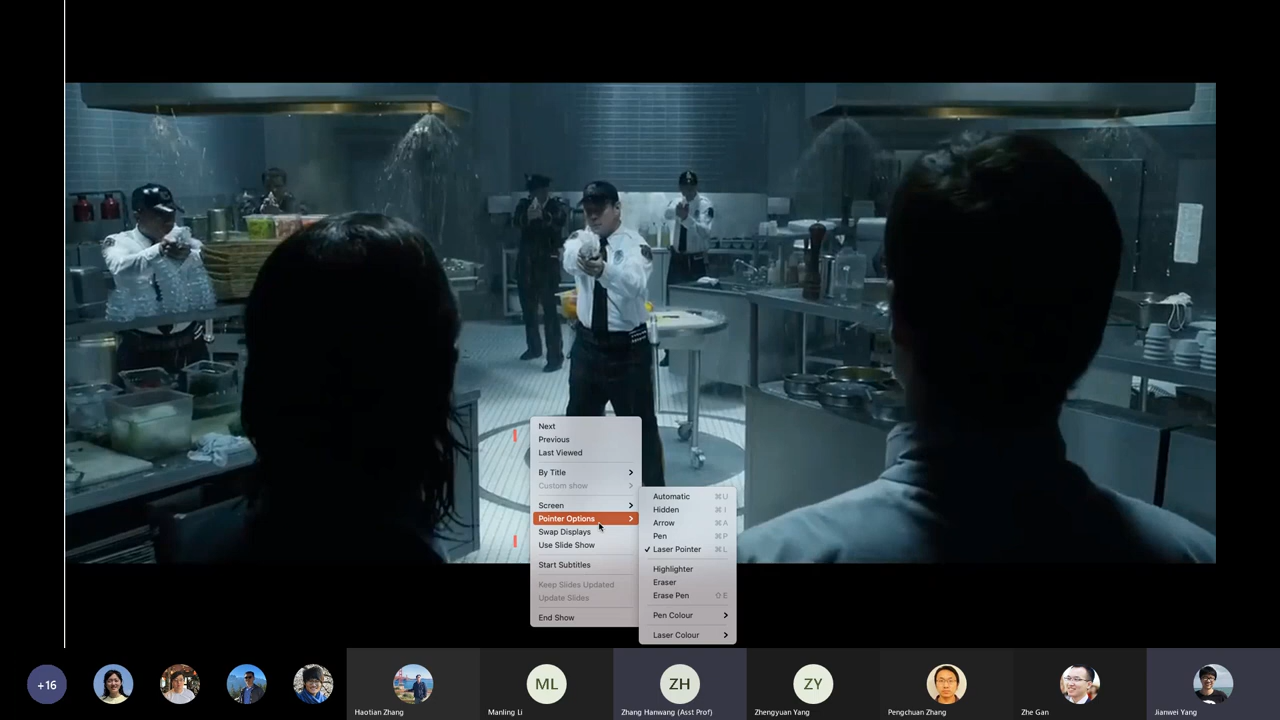 Next
Previous
Last Viewed
By Title
Custom show
Screen
Pointer Options
Swap Displays
Use Slide Show
Start Subtitles
Keep Slides Updated
Update Slides
End Show
Automatic ⌘U
Hidden ⌘I
Arrow ⌘A
Pen ⌘P
✓ Laser Pointer ⌘L
Highlighter
Eraser
Erase Pen ⇧E
Pen Colour
Laser Colour
+16
ML
ZH
ZY
Haotian Zhang
Manling Li
Zhang Hanwang (Asst Prof)
Zhengyuan Yang
Pengchuan Zhang
Zhe Gan
Jianwei Yang